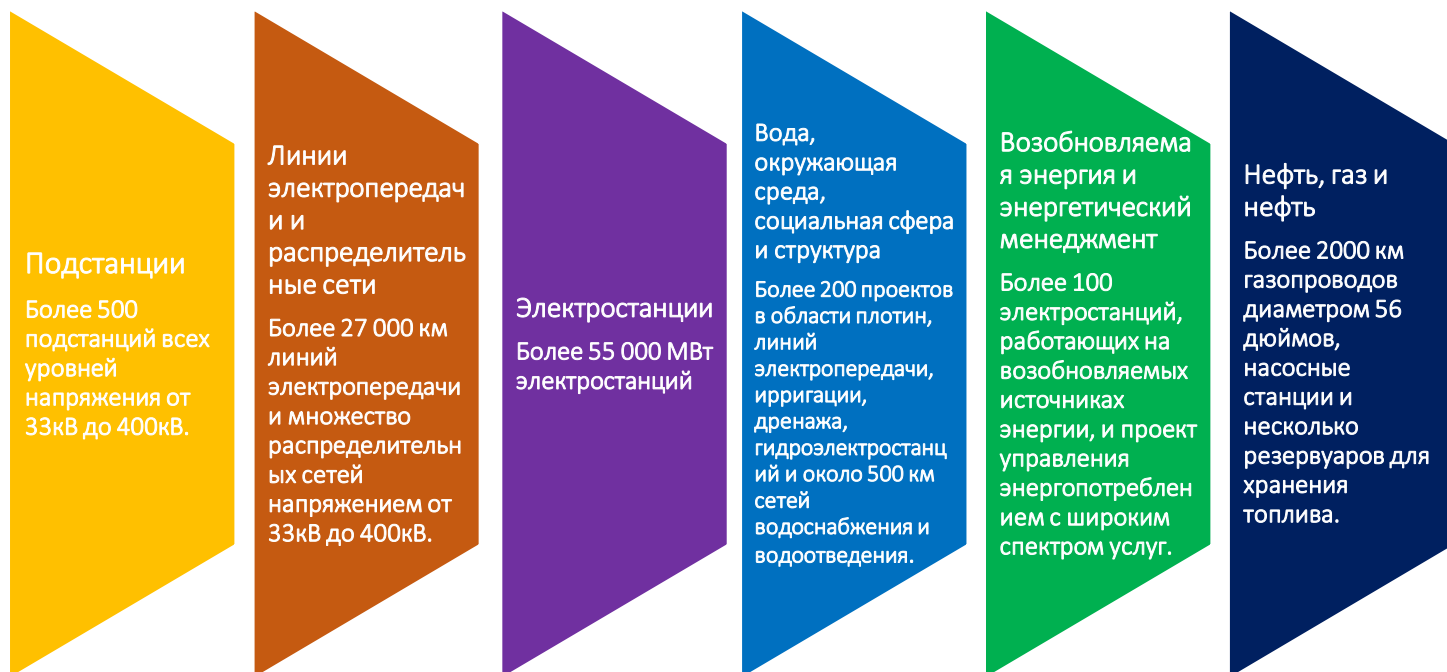 Подстанции
Более 500
подстанций всех
уровней
напряжения от
33кВ до 400кВ.
Линии
электропередач
и и
распределитель
ные сети
Более 27 000 км
линий
электропередачи
и множество
распределительн
ых сетей
напряжением от
33кВ до 400кВ.
Электростанции
Более 55 000 МВт
электростанций
Вода,
окружающая
среда,
социальная сфера
и структура
Более 200 проектов
в области плотин,
линий
электропередачи,
ирригации,
дренажа,
гидроэлектростанц
ий и около 500 км
сетей
водоснабжения и
водоотведения.
Возобновляема
я энергия и
энергетический
менеджмент
Более 100
электростанций,
работающих на
возобновляемых
источниках
энергии, и проект
управления
энергопотреблен
ием с широким
спектром услуг.
Нефть, газ и
нефть
Более 2000 км
газопроводов
диаметром 56
дюймов,
насосные
станции и
несколько
резервуаров для
хранения
топлива.